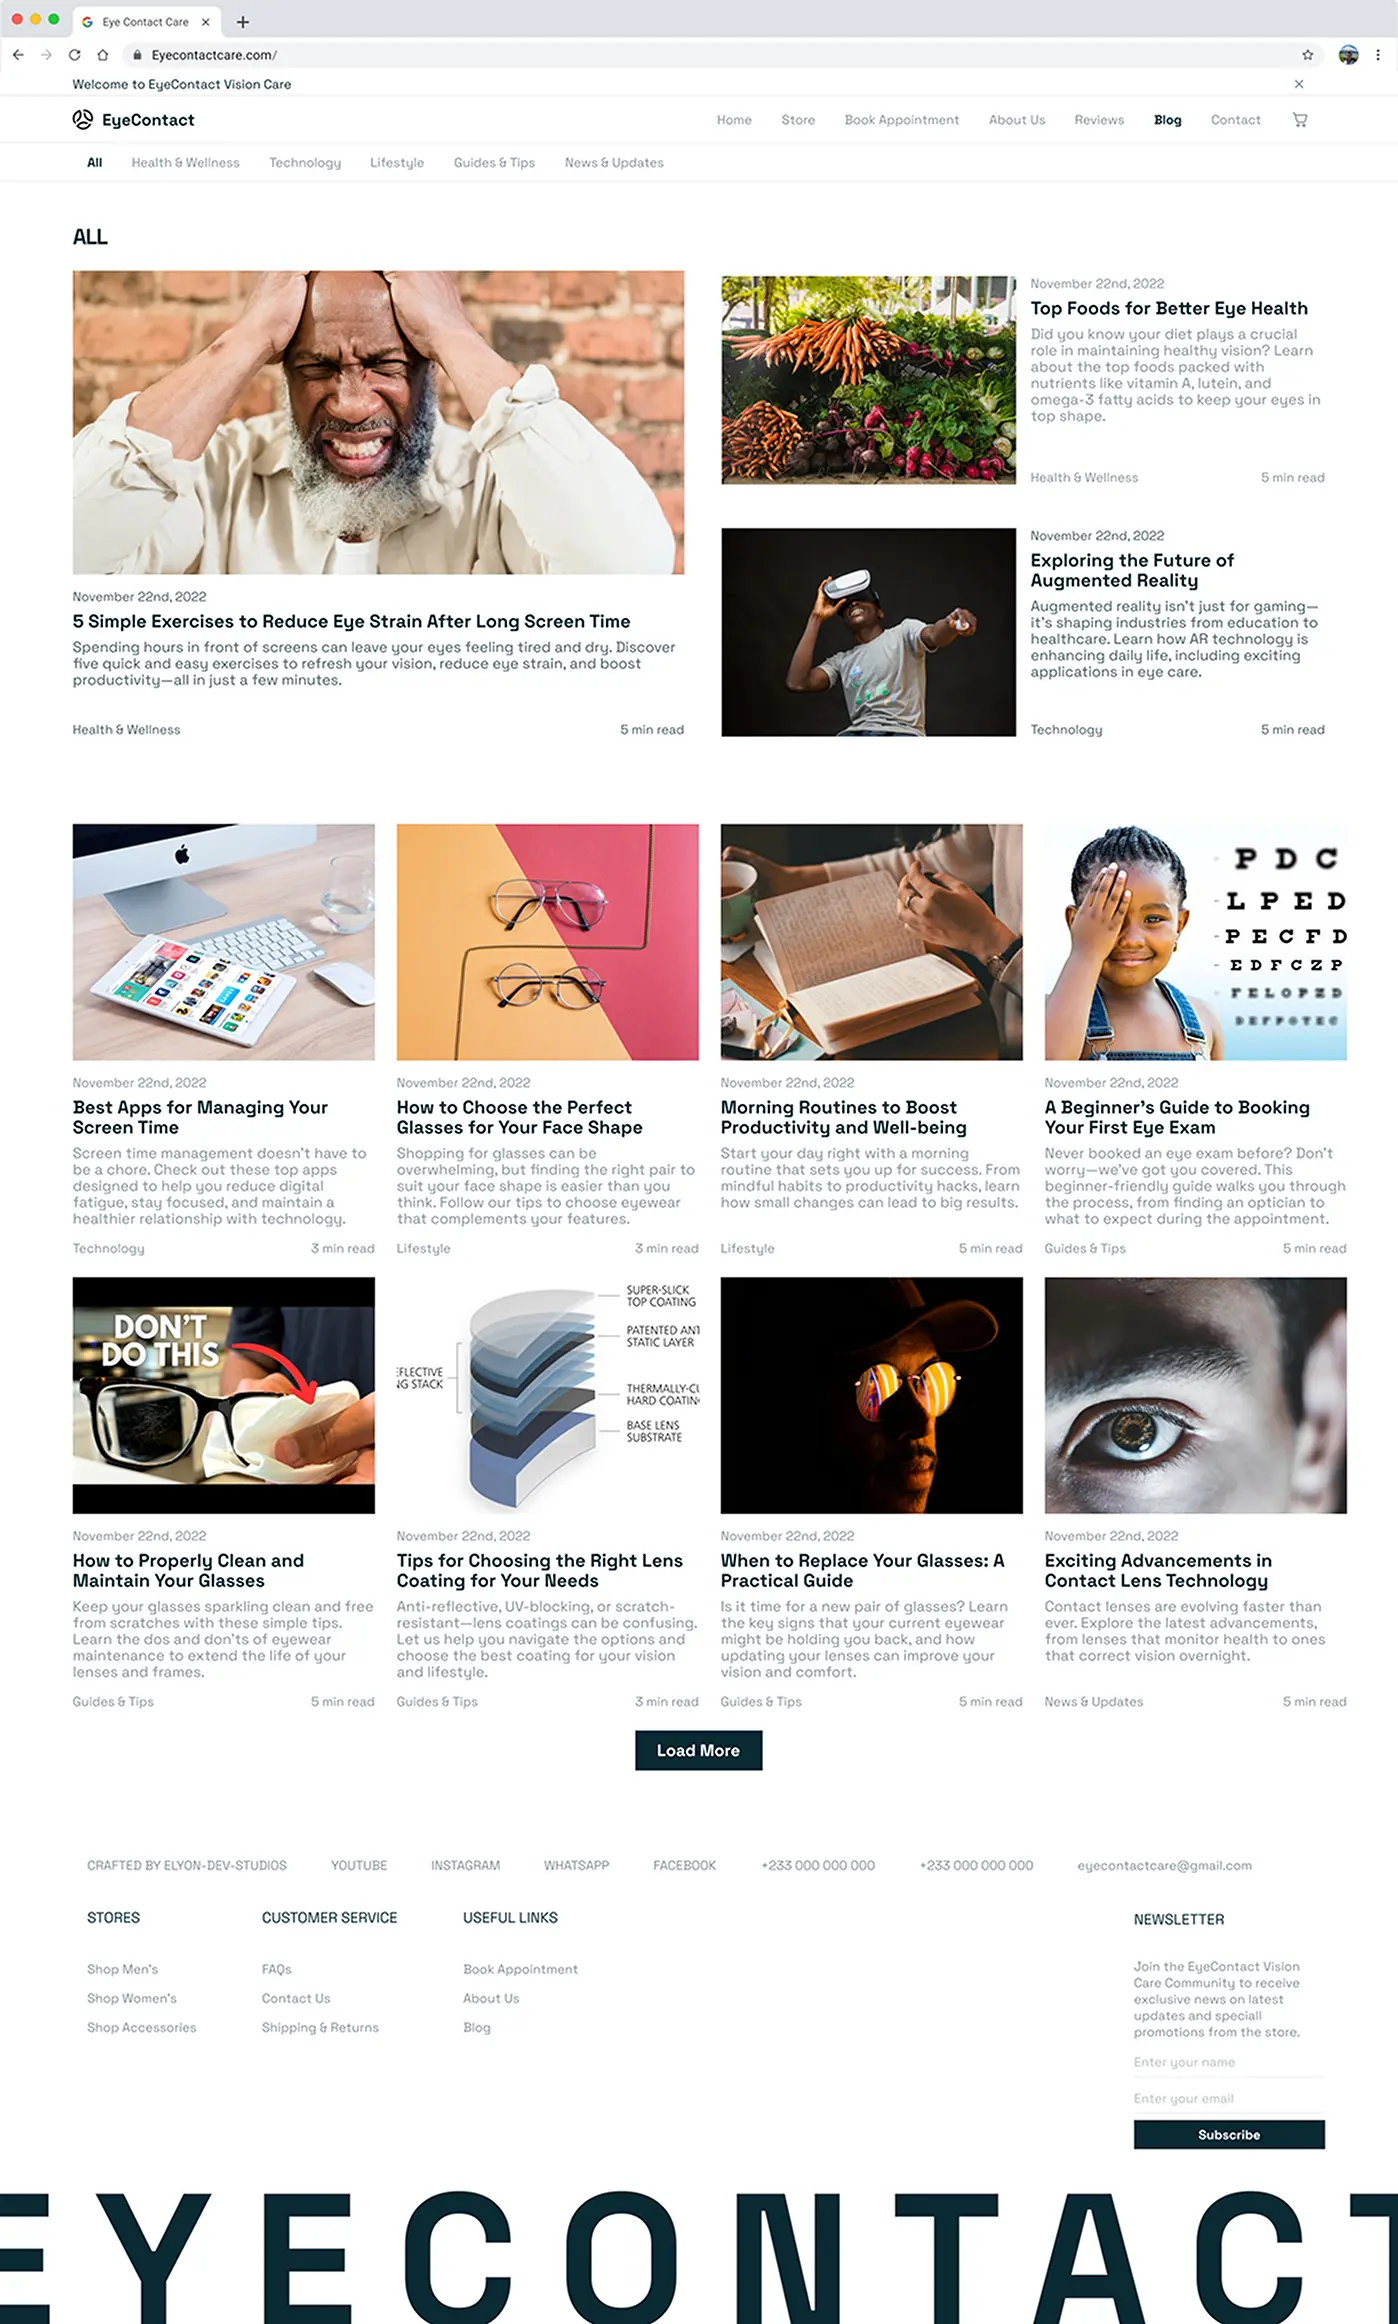 Eye Contact Care
Eyecontactcare.com/
Welcome to EyeContact Vision Care
EyeContact
Home Store Book Appointment About Us Reviews Blog Contact
All Health & Wellness Technology Lifestyle Guides & Tips News & Updates
ALL
November 22nd, 2022
5 Simple Exercises to Reduce Eye Strain After Long Screen Time
Spending hours in front of screens can leave your eyes feeling tired and dry. Discover
five quick and easy exercises to refresh your vision, reduce eye strain, and boost
productivity—all in just a few minutes.
Health & Wellness 5 min read
November 22nd, 2022
Top Foods for Better Eye Health
Did you know your diet plays a crucial
role in maintaining healthy vision? Learn
about the top foods packed with
nutrients like vitamin A, lutein, and
omega-3 fatty acids to keep your eyes in
top shape.
Health & Wellness 5 min read
November 22nd, 2022
Exploring the Future of
Augmented Reality
Augmented reality isn't just for gaming—
it's shaping industries from education to
healthcare. Learn how AR technology is
enhancing daily life, including exciting
applications in eye care.
Technology 5 min read
November 22nd, 2022
Best Apps for Managing Your
Screen Time
Screen time management doesn't have to
be a chore. Check out these top apps
designed to help you reduce digital
fatigue, stay focused, and maintain a
healthier relationship with technology.
Technology 3 min read
November 22nd, 2022
How to Choose the Perfect
Glasses for Your Face Shape
Shopping for glasses can be
overwhelming, but finding the right pair to
suit your face shape is easier than you
think. Follow our tips to choose eyewear
that complements your features.
Lifestyle 3 min read
November 22nd, 2022
Morning Routines to Boost
Productivity and Well-being
Start your day right with a morning
routine that sets you up for success. From
mindful habits to productivity hacks, learn
how small changes can lead to big results.
Lifestyle 5 min read
P D C
L P E D
P E C F D
E D F C Z P
F E L O P Z D
D E F P O T E C
November 22nd, 2022
A Beginner's Guide to Booking
Your First Eye Exam
Never booked an eye exam before? Don't
worry—we've got you covered. This
beginner-friendly guide walks you through
the process, from finding an optician to
what to expect during the appointment.
Guides & Tips 5 min read
DON'T
DO THIS
November 22nd, 2022
How to Properly Clean and
Maintain Your Glasses
Keep your glasses sparkling clean and free
from scratches with these simple tips.
Learn the dos and don'ts of eyewear
maintenance to extend the life of your
lenses and frames.
Guides & Tips 5 min read
SUPER-SLICK
TOP COATING
PATENTED ANT
STATIC LAYER
EFLECTIVE
NG STACK
THERMALLY-CU
HARD COATIN
BASE LENS
SUBSTRATE
November 22nd, 2022
Tips for Choosing the Right Lens
Coating for Your Needs
Anti-reflective, UV-blocking, or scratch-
resistant—lens coatings can be confusing.
Let us help you navigate the options and
choose the best coating for your vision
and lifestyle.
Guides & Tips 3 min read
November 22nd, 2022
When to Replace Your Glasses: A
Practical Guide
Is it time for a new pair of glasses? Learn
the key signs that your current eyewear
might be holding you back, and how
updating your lenses can improve your
vision and comfort.
Guides & Tips 5 min read
November 22nd, 2022
Exciting Advancements in
Contact Lens Technology
Contact lenses are evolving faster than
ever. Explore the latest advancements,
from lenses that monitor health to ones
that correct vision overnight.
News & Updates 5 min read
Load More
CRAFTED BY ELYON-DEV-STUDIOS YOUTUBE INSTAGRAM WHATSAPP FACEBOOK +233 000 000 000 +233 000 000 000 eyecontactcare@gmail.com
STORES
Shop Men's
Shop Women's
Shop Accessories
CUSTOMER SERVICE
FAQs
Contact Us
Shipping & Returns
USEFUL LINKS
Book Appointment
About Us
Blog
NEWSLETTER
Join the EyeContact Vision
Care Community to receive
exclusive news on latest
updates and speciall
promotions from the store.
Enter your name
Enter your email
Subscribe
EYECONTACT